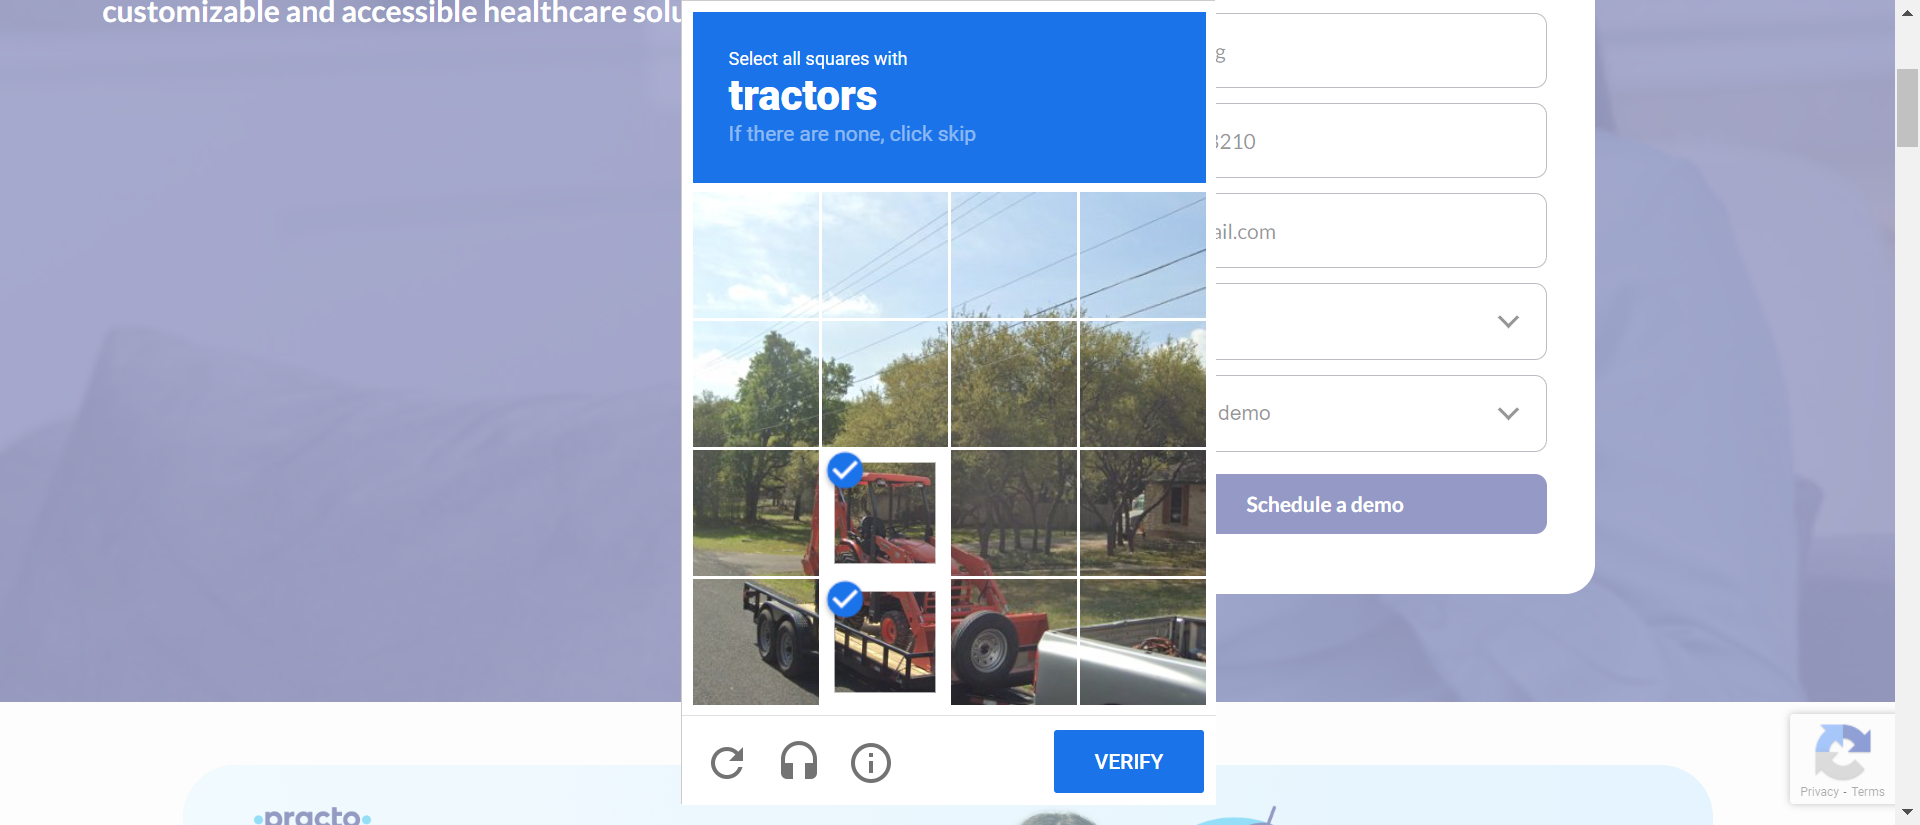 customizable and accessible healthcare solu
Select all squares with
tractors
If there are none, click skip
g
3210
ail.com
demo
Schedule a demo
VERIFY
Privacy - Terms
practo